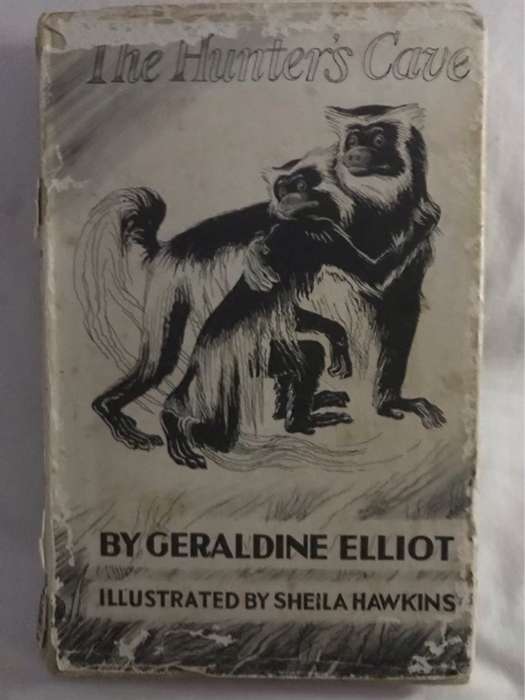 The Hunter's Cave
BY GERALDINE ELLIOT
ILLUSTRATED BY SHEILA HAWKINS